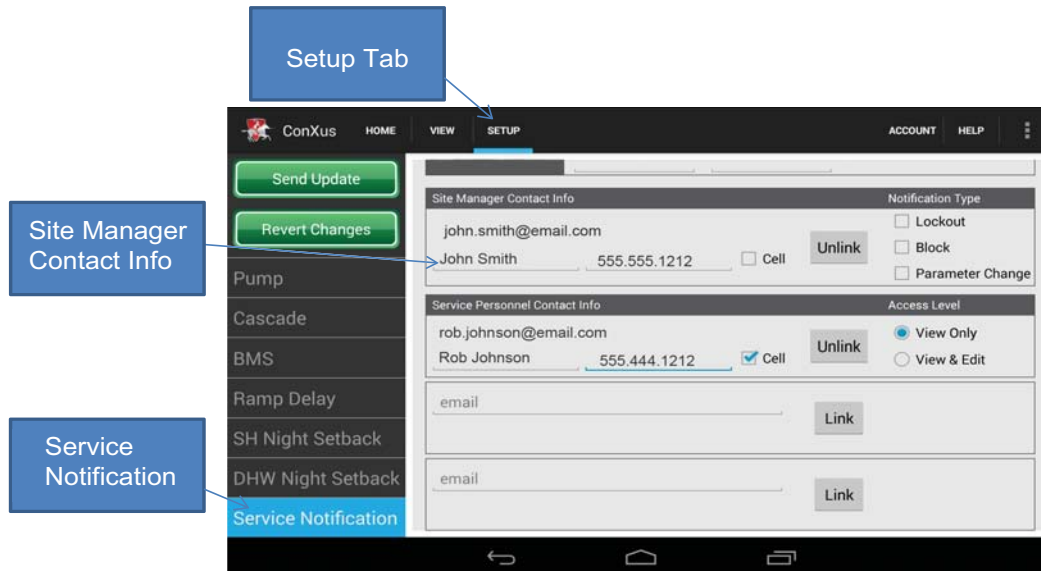 Setup Tab
ConXus HOME VIEW SETUP ACCOUNT HELP
Send Update
Revert Changes
Pump
Cascade
BMS
Ramp Delay
SH Night Setback
DHW Night Setback
Service Notification
Site Manager
Contact Info
Service
Notification
Site Manager Contact Info Notification Type
john.smith@email.com
John Smith 555.555.1212 Cell Unlink
Lockout
Block
Parameter Change
Service Personnel Contact Info Access Level
rob.johnson@email.com
Rob Johnson 555.444.1212 Cell Unlink
View Only
View & Edit
email Link
email Link